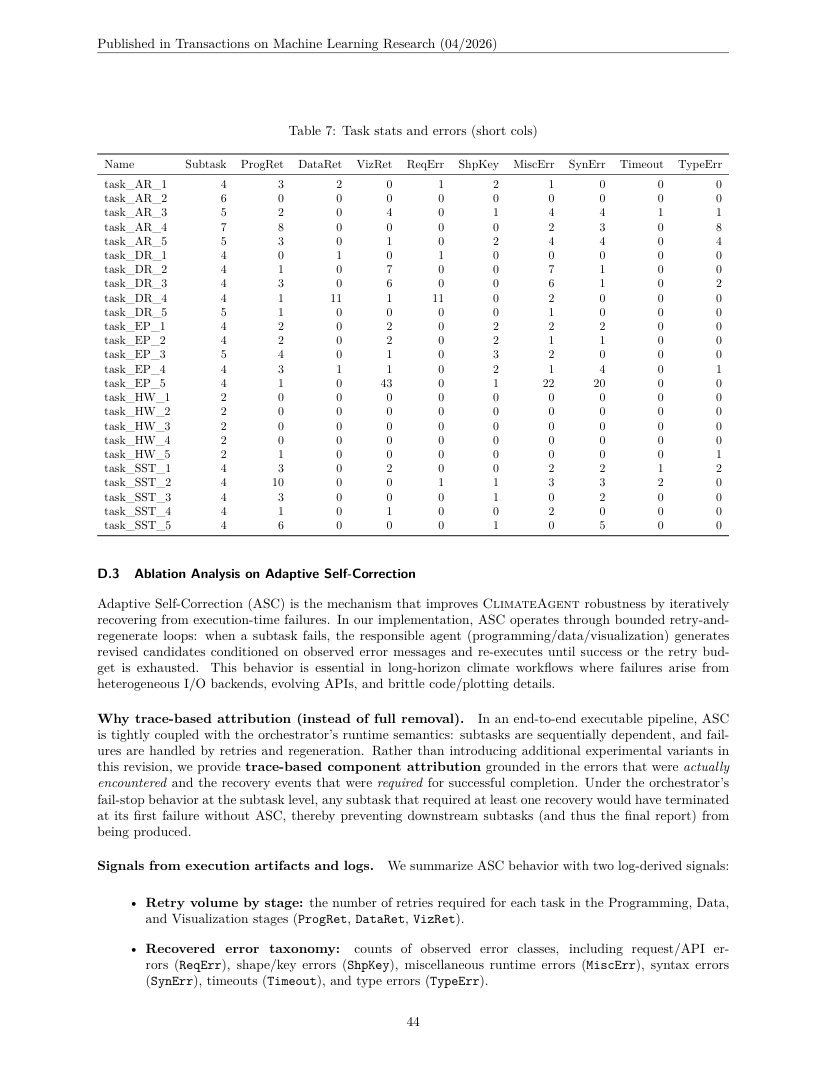 Published in Transactions on Machine Learning Research (04/2026)
Table 7: Task stats and errors (short cols)
Name Subtask ProgRet DataRet VizRet ReqErr ShpKey MiscErr SynErr Timeout TypeErr
task_AR_1 4 3 2 0 1 2 1 0 0 0
task_AR_2 6 0 0 0 0 0 0 0 0 0
task_AR_3 5 2 0 4 0 1 4 4 1 1
task_AR_4 7 8 0 0 0 0 2 3 0 8
task_AR_5 5 3 0 1 0 2 4 4 0 4
task_DR_1 4 0 1 0 1 0 0 0 0 0
task_DR_2 4 1 0 7 0 0 7 1 0 0
task_DR_3 4 3 0 6 0 0 6 1 0 2
task_DR_4 4 1 11 1 11 0 2 0 0 0
task_DR_5 5 1 0 0 0 0 1 0 0 0
task_EP_1 4 2 0 2 0 2 2 2 0 0
task_EP_2 4 2 0 2 0 2 1 1 0 0
task_EP_3 5 4 0 1 0 3 2 0 0 0
task_EP_4 4 3 1 1 0 2 1 4 0 1
task_EP_5 4 1 0 43 0 1 22 20 0 0
task_HW_1 2 0 0 0 0 0 0 0 0 0
task_HW_2 2 0 0 0 0 0 0 0 0 0
task_HW_3 2 0 0 0 0 0 0 0 0 0
task_HW_4 2 0 0 0 0 0 0 0 0 0
task_HW_5 2 1 0 0 0 0 0 0 0 1
task_SST_1 4 3 0 2 0 0 2 2 1 2
task_SST_2 4 10 0 0 1 1 3 3 2 0
task_SST_3 4 3 0 0 0 1 0 2 0 0
task_SST_4 4 1 0 1 0 0 2 0 0 0
task_SST_5 4 6 0 0 0 1 0 5 0 0
D.3 Ablation Analysis on Adaptive Self-Correction
Adaptive Self-Correction (ASC) is the mechanism that improves CLIMATEAGENT robustness by iteratively
recovering from execution-time failures. In our implementation, ASC operates through bounded retry-and-
regenerate loops: when a subtask fails, the responsible agent (programming/data/visualization) generates
revised candidates conditioned on observed error messages and re-executes until success or the retry bud-
get is exhausted. This behavior is essential in long-horizon climate workflows where failures arise from
heterogeneous I/O backends, evolving APIs, and brittle code/plotting details.
Why trace-based attribution (instead of full removal). In an end-to-end executable pipeline, ASC
is tightly coupled with the orchestrator's runtime semantics: subtasks are sequentially dependent, and fail-
ures are handled by retries and regeneration. Rather than introducing additional experimental variants in
this revision, we provide trace-based component attribution grounded in the errors that were actually
encountered and the recovery events that were required for successful completion. Under the orchestrator's
fail-stop behavior at the subtask level, any subtask that required at least one recovery would have terminated
at its first failure without ASC, thereby preventing downstream subtasks (and thus the final report) from
being produced.
Signals from execution artifacts and logs. We summarize ASC behavior with two log-derived signals:
• Retry volume by stage: the number of retries required for each task in the Programming, Data,
and Visualization stages (ProgRet, DataRet, VizRet).
• Recovered error taxonomy: counts of observed error classes, including request/API er-
rors (ReqErr), shape/key errors (ShpKey), miscellaneous runtime errors (MiscErr), syntax errors
(SynErr), timeouts (Timeout), and type errors (TypeErr).
44